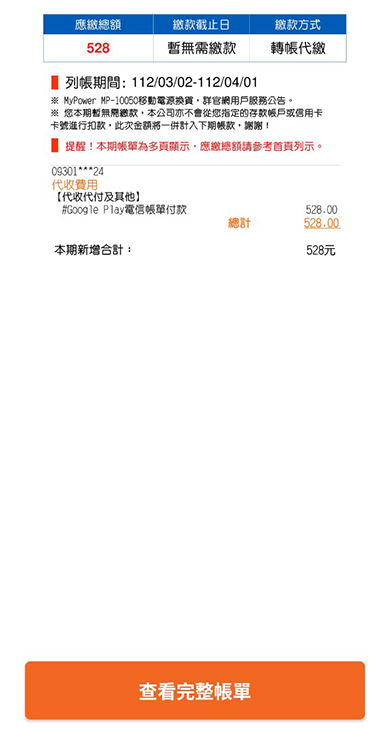 應繳總額 繳款截止日 繳款方式
528 暫無需繳款 轉帳代繳
列帳期間: 112/03/02-112/04/01
※ MyPower MP-10050移動電源換貨，詳官網用戶服務公告。
※ 您本期暫無需繳款，本公司亦不會從您指定的存款帳戶或信用卡
卡號進行扣款，此次金額將一併計入下期帳款，謝謝！
提醒！本期帳單為多頁顯示，應繳總額請參考首頁列示。
09301***24
代收費用
【代收代付及其他】
#Google Play電信帳單付款 528.00
總計 528.00
本期新增合計： 528元
查看完整帳單